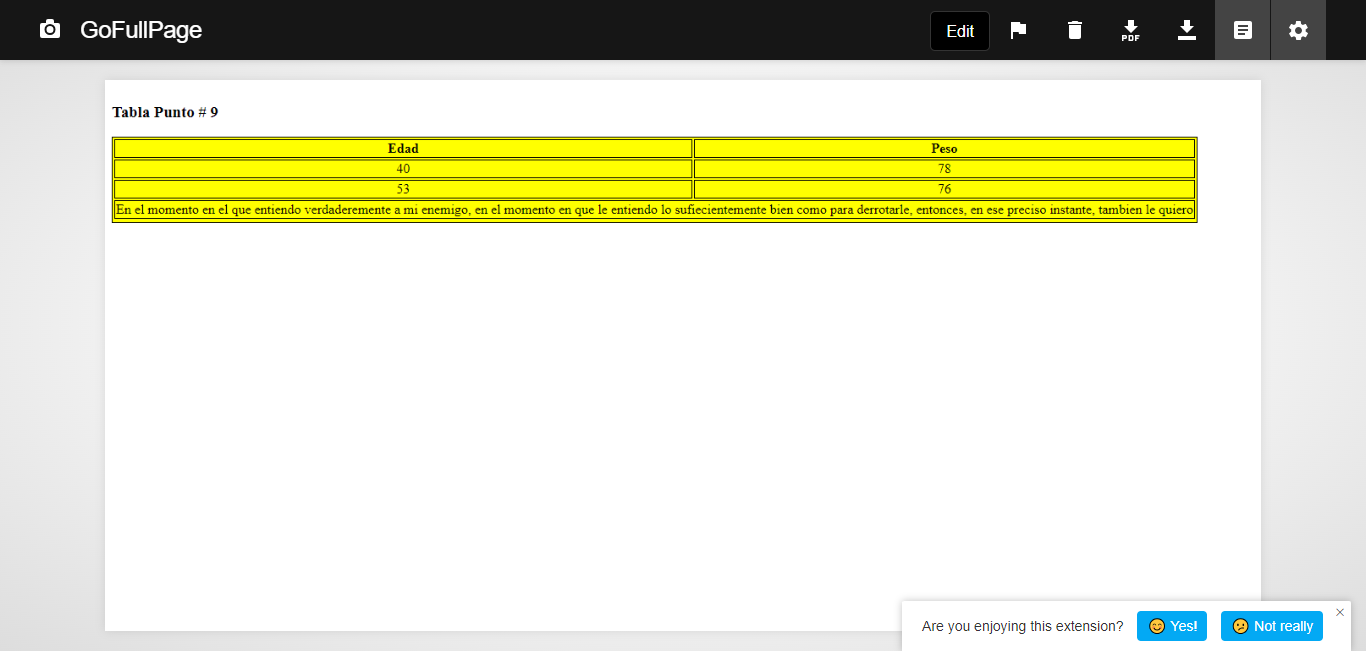 GoFullPage
Edit
PDF
Tabla Punto # 9
Edad Peso
40 78
53 76
En el momento en el que entiendo verdaderemente a mi enemigo, en el momento en que le entiendo lo sufiecientemente bien como para derrotarle, entonces, en ese preciso instante, tambien le quiero
Are you enjoying this extension? Yes! Not really